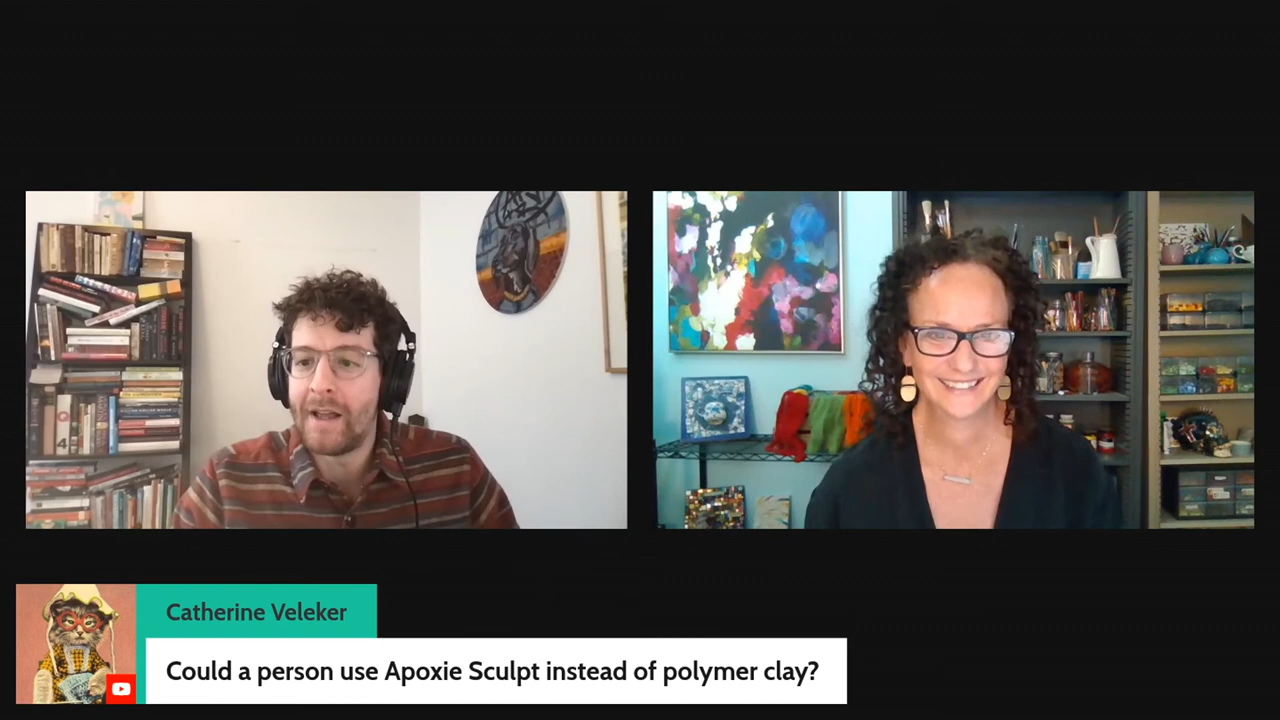 Catherine Veleker
Could a person use Apoxie Sculpt instead of polymer clay?